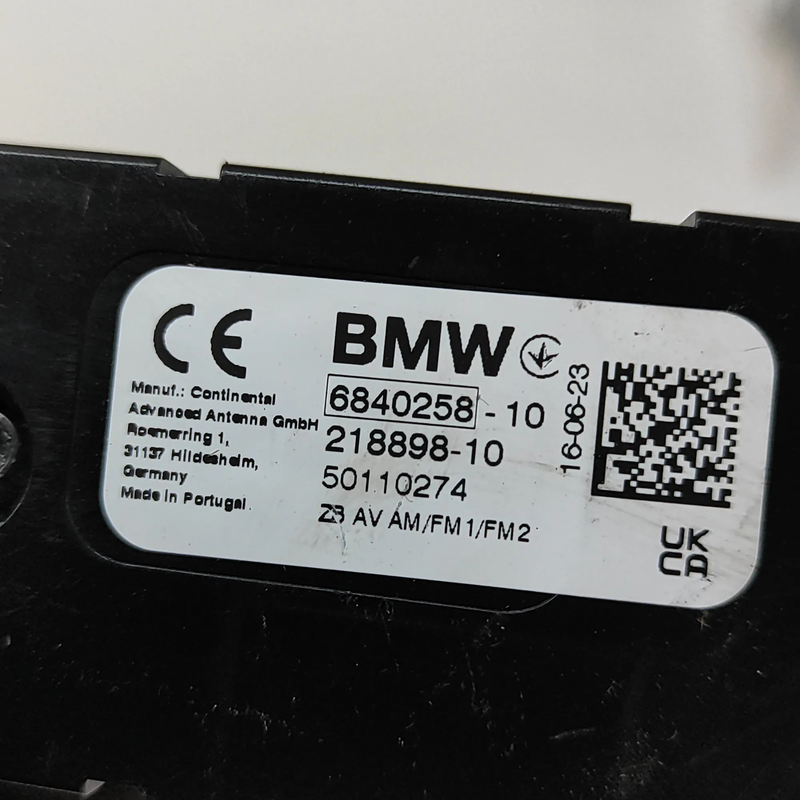 CE
BMW
Manuf.: Continental
Advanced Antenna GmbH
Roemerring 1,
31137 Hildesheim,
Germany
Made in Portugal
6840258 - 10
218898-10
50110274
ZB AV AM/FM1/FM2
16-06-23
UK
CA